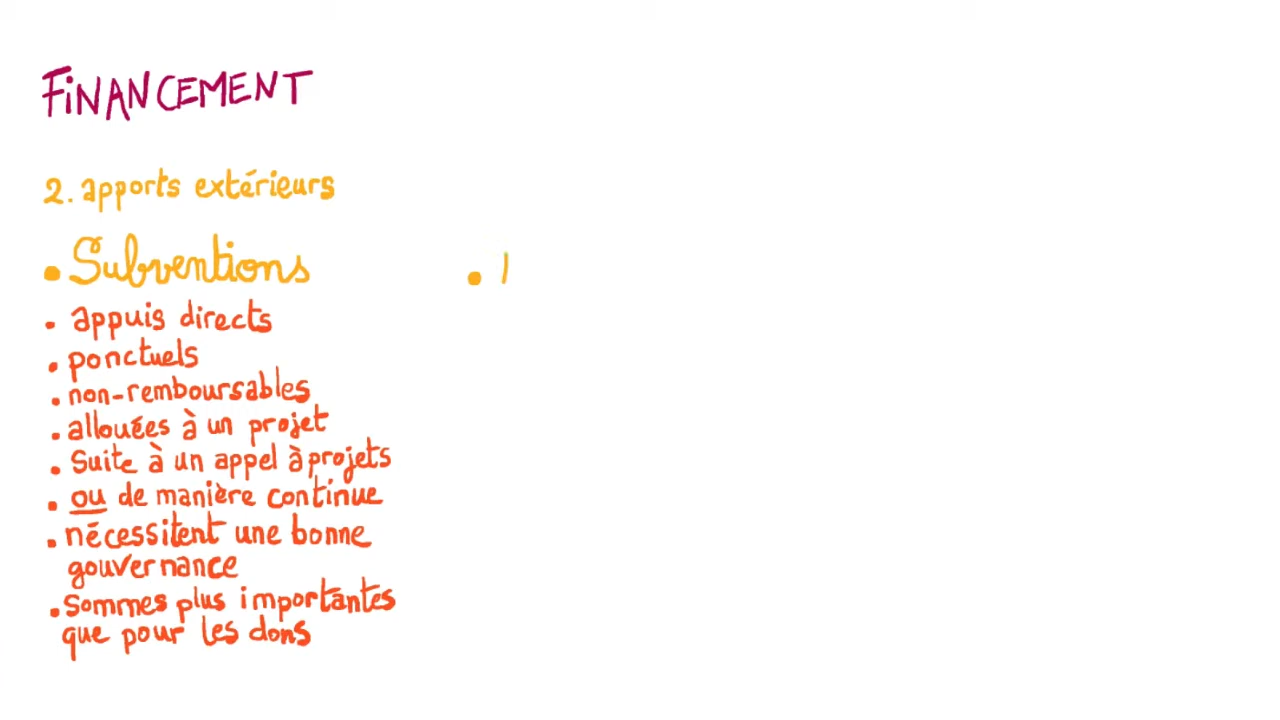 FINANCEMENT
2. apports extérieurs
• Subventions
• appuis directs
• ponctuels
• non-remboursables
• allouées à un projet
• Suite à un appel à projets
• ou de manière continue
• nécessitent une bonne
gouvernance
• Sommes plus importantes
que pour les dons